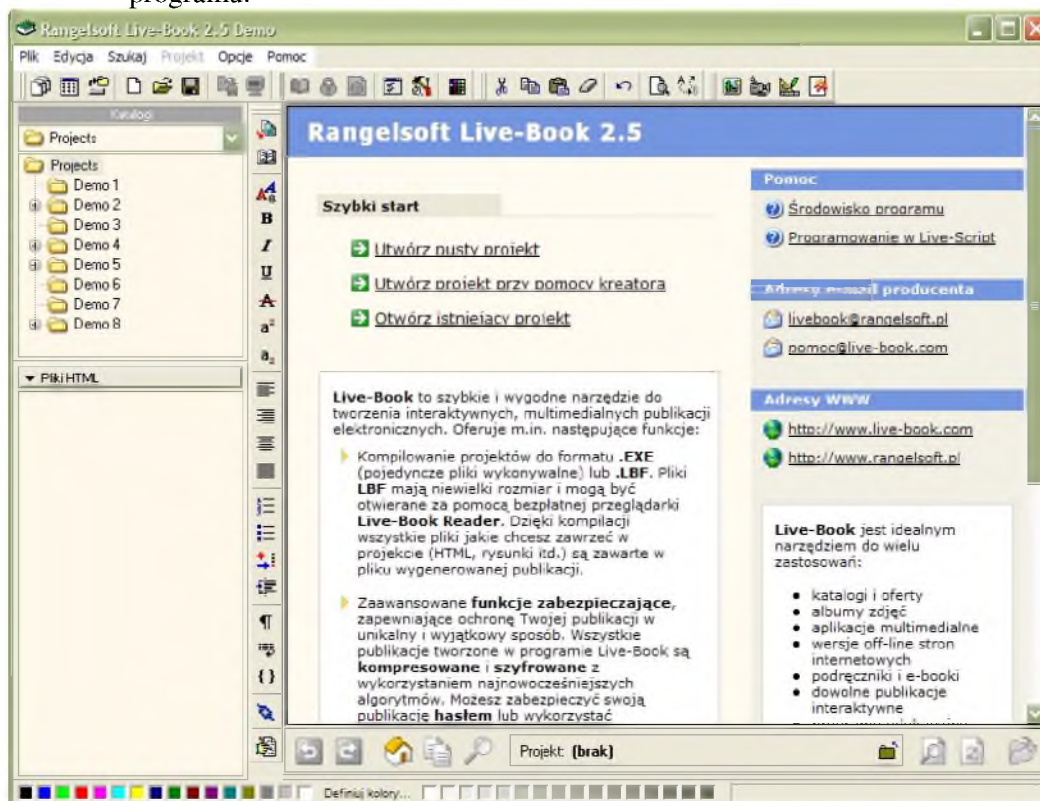 programu.
Rangelsoft Live-Book 2.5 Demo
Plik Edycja Szukaj Projekt Opcje Pomoc
Katalogi
Projects
Projects
Demo 1
Demo 2
Demo 3
Demo 4
Demo 5
Demo 6
Demo 7
Demo 8
Pliki HTML
B
I
U
A
a²
a₂
¶
{}
Rangelsoft Live-Book 2.5
Szybki start
Utwórz pusty projekt
Utwórz projekt przy pomocy kreatora
Otwórz istniejący projekt
Live-Book to szybkie i wygodne narzędzie do
tworzenia interaktywnych, multimedialnych publikacji
elektronicznych. Oferuje m.in. następujące funkcje:
Kompilowanie projektów do formatu .EXE
(pojedyncze pliki wykonywalne) lub .LBF. Pliki
LBF mają niewielki rozmiar i mogą być
otwierane za pomocą bezpłatnej przeglądarki
Live-Book Reader. Dzięki kompilacji
wszystkie pliki jakie chcesz zawrzeć w
projekcie (HTML, rysunki itd.) są zawarte w
pliku wygenerowanej publikacji.
Zaawansowane funkcje zabezpieczające,
zapewniające ochronę Twojej publikacji w
unikalny i wyjątkowy sposób. Wszystkie
publikacje tworzone w programie Live-Book są
kompresowane i szyfrowane z
wykorzystaniem najnowocześniejszych
algorytmów. Możesz zabezpieczyć swoją
publikację hasłem lub wykorzystać
Pomoc
Środowisko programu
Programowanie w Live-Script
Adresy e-mail producenta
livebook@rangelsoft.pl
pomoc@live-book.com
Adresy WWW
http://www.live-book.com
http://www.rangelsoft.pl
Live-Book jest idealnym
narzędziem do wielu
zastosowań:
katalogi i oferty
albumy zdjęć
aplikacje multimedialne
wersje off-line stron
internetowych
podręczniki i e-booki
dowolne publikacje
interaktywne
Projekt: (brak)
Definiuj kolory...